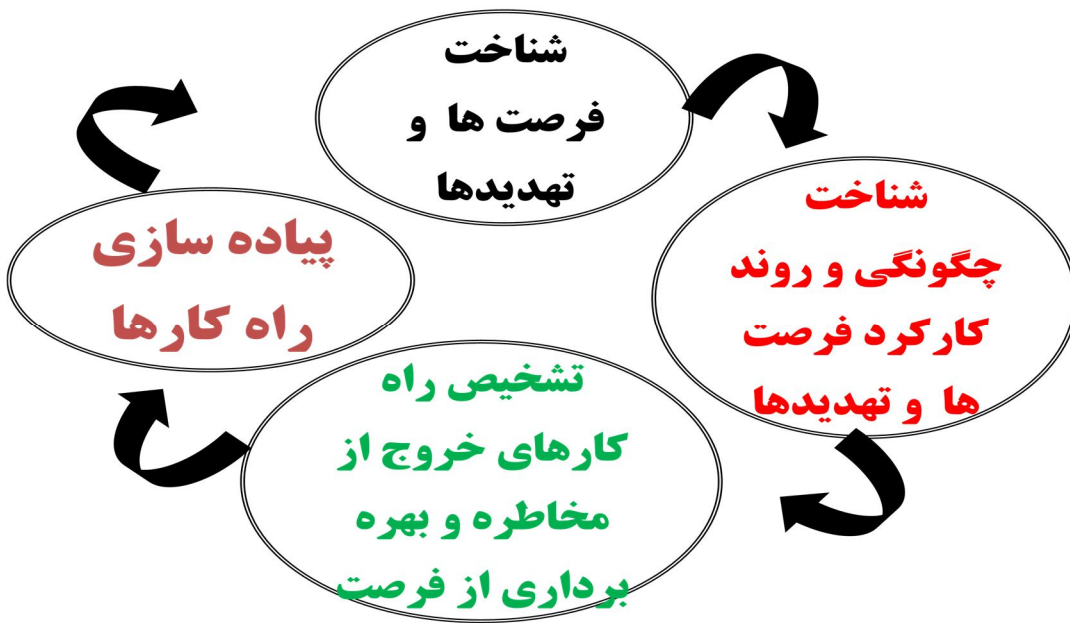 شناخت
فرصت ها و
تهدیدها
شناخت
چگونگی و روند
کارکرد فرصت
ها و تهدیدها
تشخیص راه
کارهای خروج از
مخاطره و بهره
برداری از فرصت
پیاده سازی
راه کارها